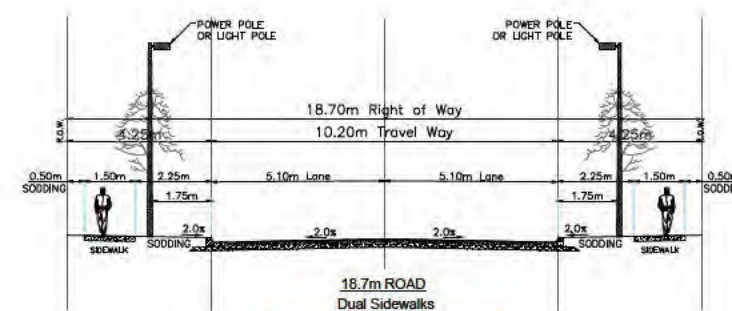 POWER POLE
OR LIGHT POLE
POWER POLE
OR LIGHT POLE
18.70m Right of Way
R.O.W.
4.25m
10.20m Travel Way
4.25m
R.O.W.
0.50m
SODDING
1.50m
2.25m
5.10m Lane
5.10m Lane
2.25m
1.50m
0.50m
SODD
1.75m
1.75m
2.0%
2.0%
2.0%
2.0%
SIDEWALK
SODDING
SODDING
SIDEWALK
18.7m ROAD
Dual Sidewalks